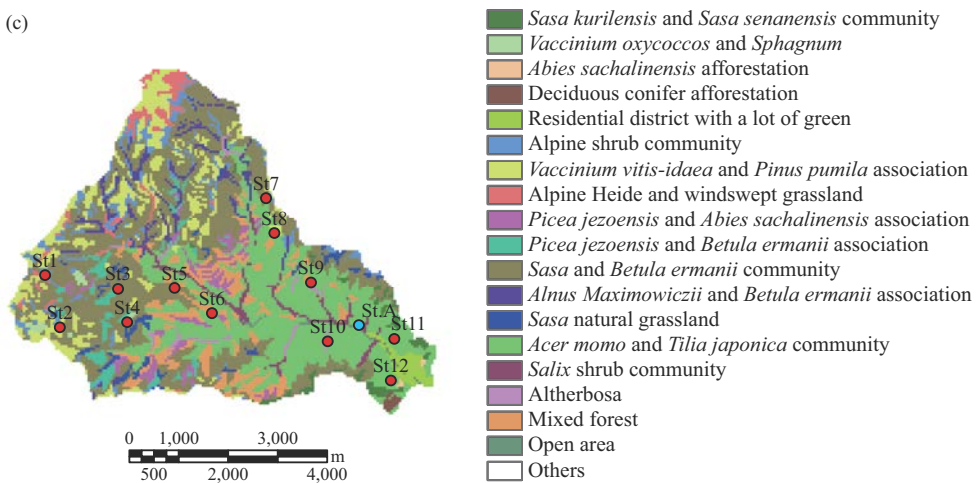 (c)
St7
St8
St1
St3
St5
St9
St6
St4
St.A
St2
St10
St11
St12
0 1,000 3,000
m
500 2,000 4,000
Sasa kurilensis and Sasa senanensis community
Vaccinium oxycoccos and Sphagnum
Abies sachalinensis afforestation
Deciduous conifer afforestation
Residential district with a lot of green
Alpine shrub community
Vaccinium vitis-idaea and Pinus pumila association
Alpine Heide and windswept grassland
Picea jezoensis and Abies sachalinensis association
Picea jezoensis and Betula ermanii association
Sasa and Betula ermanii community
Alnus Maximowiczii and Betula ermanii association
Sasa natural grassland
Acer momo and Tilia japonica community
Salix shrub community
Altherbosa
Mixed forest
Open area
Others